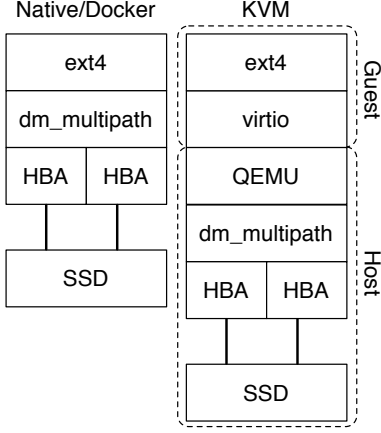 Native/Docker
ext4
dm_multipath
HBA HBA
SSD
KVM
ext4
virtio
QEMU
dm_multipath
HBA HBA
SSD
Guest
Host